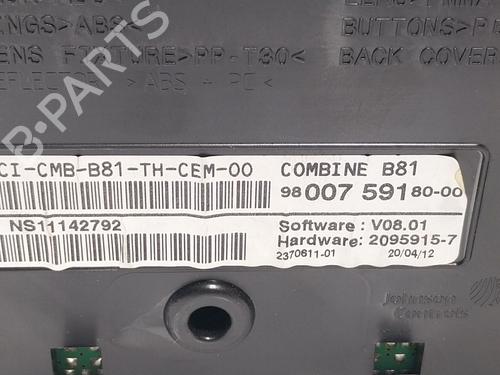 INGS>ABS<
ENS FIXTURE>PP-T30<
>ABS + PC<
BUTTONS>P
BACK COVER
B-PARTS
CI-CMB-B81-TH-CEM-00
COMBINE B81
98 007 591 80-00
NS11142792
Software : V08.01
Hardware: 2095915-7
2370611-01 20/04/12
Johnson
Controls